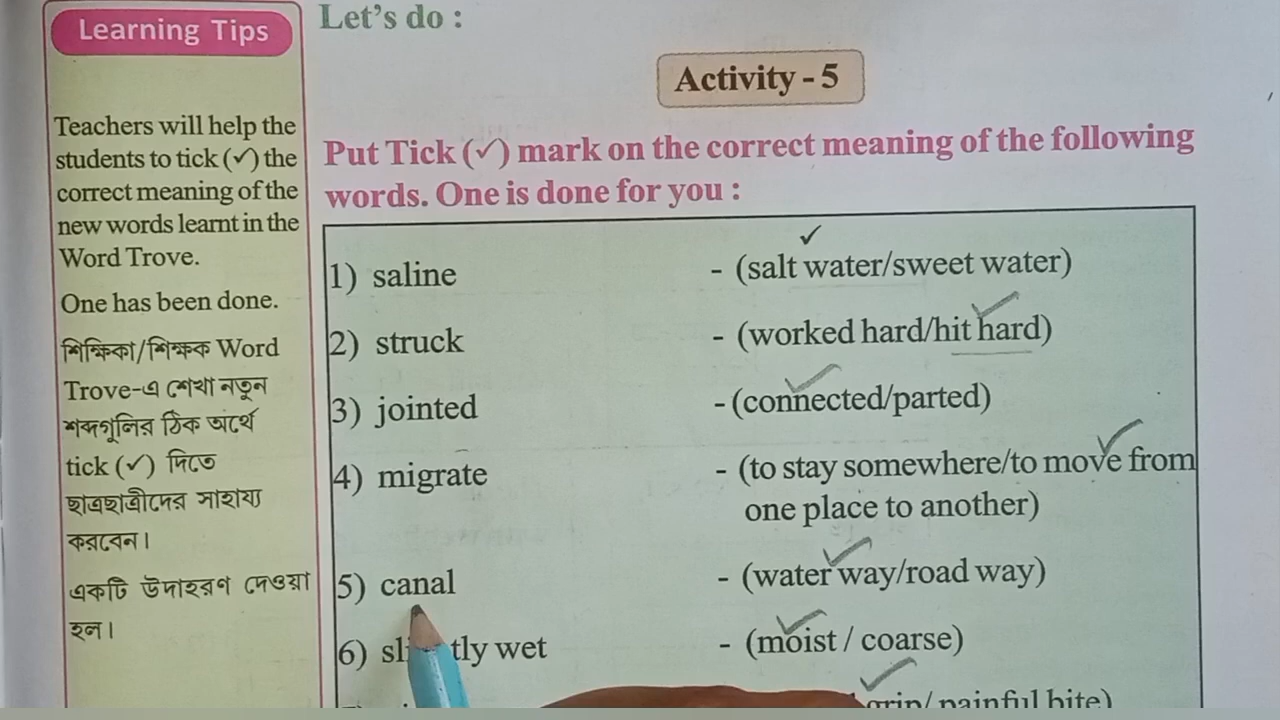 Learning Tips
Teachers will help the
students to tick (✓) the
correct meaning of the
new words learnt in the
Word Trove.
One has been done.
শিক্ষিকা/শিক্ষক Word
Trove-এ শেখা নতুন
শব্দগুলির ঠিক অর্থে
tick (✓) দিতে
ছাত্রছাত্রীদের সাহায্য
করবেন।
একটি উদাহরণ দেওয়া
হল।
Let's do :
Activity - 5
Put Tick (✓) mark on the correct meaning of the following
words. One is done for you :
1) saline - (salt water/sweet water)
2) struck - (worked hard/hit hard)
3) jointed - (connected/parted)
4) migrate - (to stay somewhere/to move from
one place to another)
5) canal - (water way/road way)
6) wet - (moist / coarse)
grip/ painful bite)